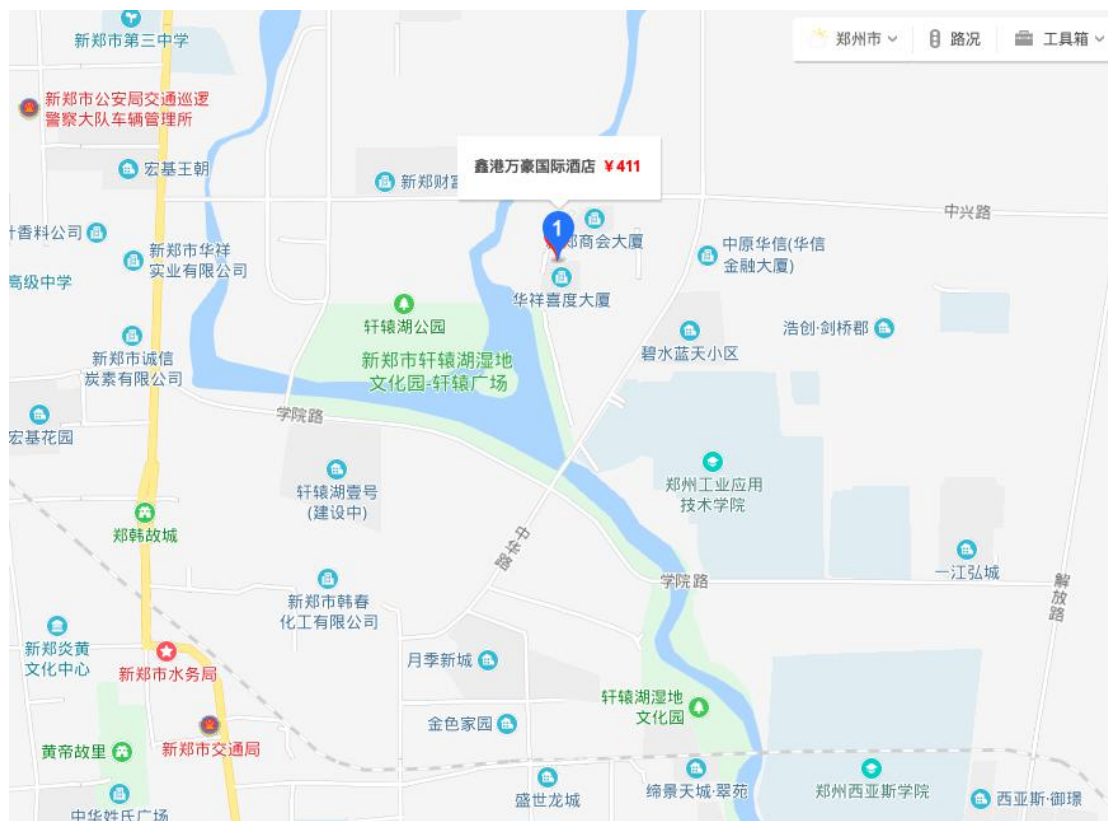 新郑市第三中学
郑州市
路况
工具箱
新郑市公安局交通巡逻
警察大队车辆管理所
鑫港万豪国际酒店 ¥411
宏基王朝
新郑财富
中兴路
香料公司
郑商会大厦
新郑市华祥
实业有限公司
中原华信(华信
金融大厦)
高级中学
1
华祥喜度大厦
轩辕湖公园
浩创·剑桥郡
新郑市诚信
炭素有限公司
新郑市轩辕湖湿地
文化园-轩辕广场
碧水蓝天小区
宏基花园
学院路
轩辕湖壹号
(建设中)
郑州工业应用
技术学院
郑韩故城
中华路
一江弘城
学院路
解放路
新郑市韩春
化工有限公司
新郑炎黄
文化中心
新郑市水务局
月季新城
轩辕湖湿地
文化园
金色家园
黄帝故里
新郑市交通局
盛世龙城
缔景天城·翠苑
郑州西亚斯学院
西亚斯·御璟
中华姓氏广场